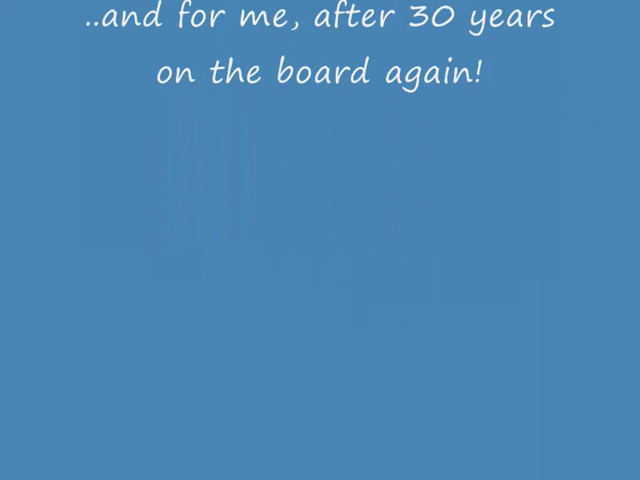 ..and for me, after 30 years
on the board again!